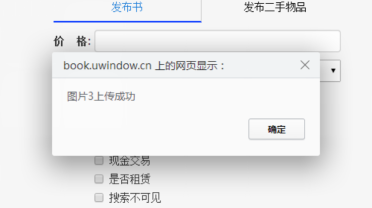 发布书 发布二手物品
价 格:
book.uwindow.cn 上的网页显示：
图片3上传成功
确定
现金交易
是否租赁
搜索不可见